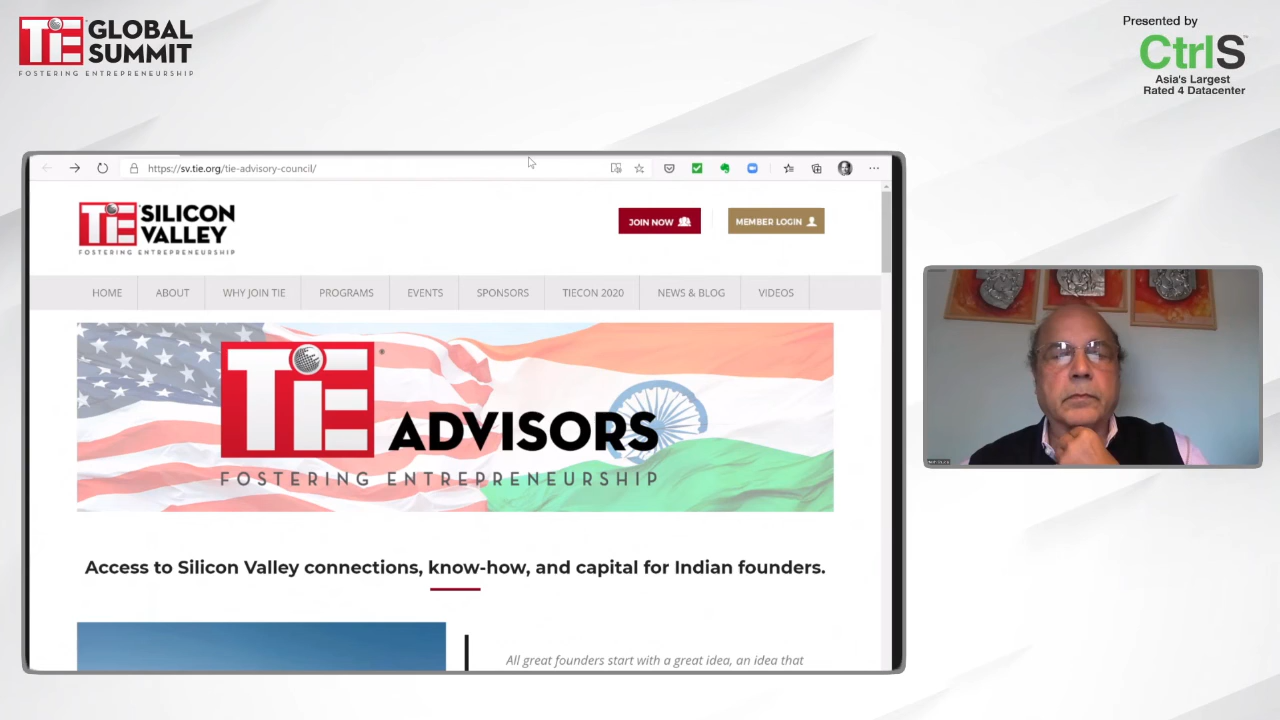 TiE GLOBAL
SUMMIT
FOSTERING ENTREPRENEURSHIP
Presented by
CtrlS™
Asia's Largest
Rated 4 Datacenter
https://sv.tie.org/tie-advisory-council/
TiE SILICON
VALLEY
FOSTERING ENTREPRENEURSHIP
JOIN NOW
MEMBER LOGIN
HOME
ABOUT
WHY JOIN TIE
PROGRAMS
EVENTS
SPONSORS
TIECON 2020
NEWS & BLOG
VIDEOS
TiE® ADVISORS
FOSTERING ENTREPRENEURSHIP
Access to Silicon Valley connections, know-how, and capital for Indian founders.
All great founders start with a great idea, an idea that